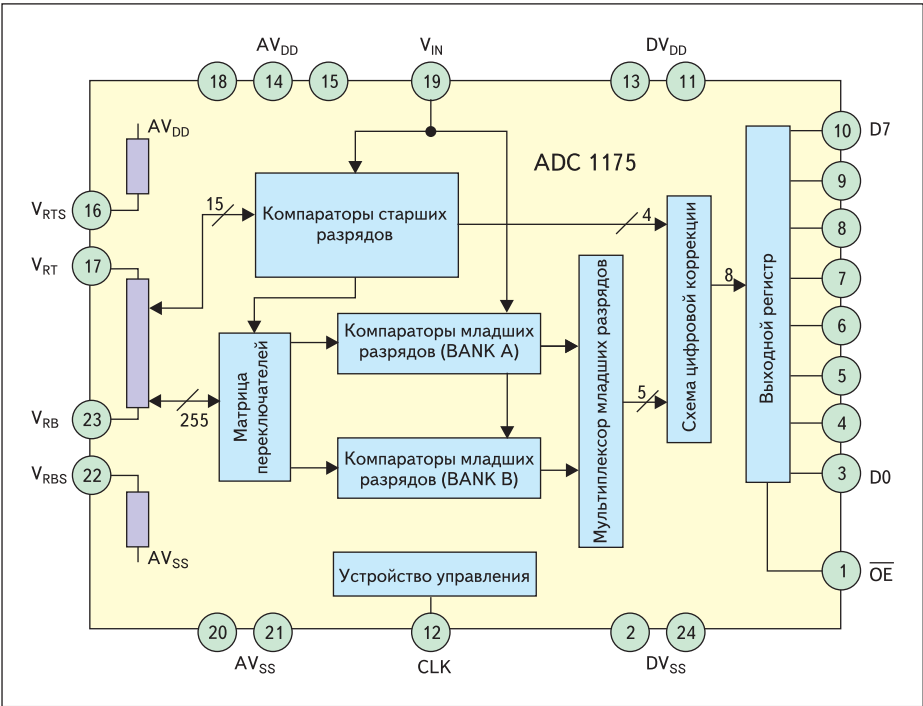 AVDD
VIN
DVDD
18
14
15
19
13
11
AVDD
ADC 1175
10
D7
VRTS
16
15
Компараторы старших
разрядов
4
9
8
VRT
17
8
7
Матрица
переключателей
Компараторы младших
разрядов (BANK A)
Мультиплексор младших разрядов
Схема цифровой коррекции
Выходной регистр
6
5
255
5
VRB
23
4
Компараторы младших
разрядов (BANK B)
VRBS
22
3
D0
AVSS
Устройство управления
1
OE
20
21
12
2
24
AVSS
CLK
DVSS